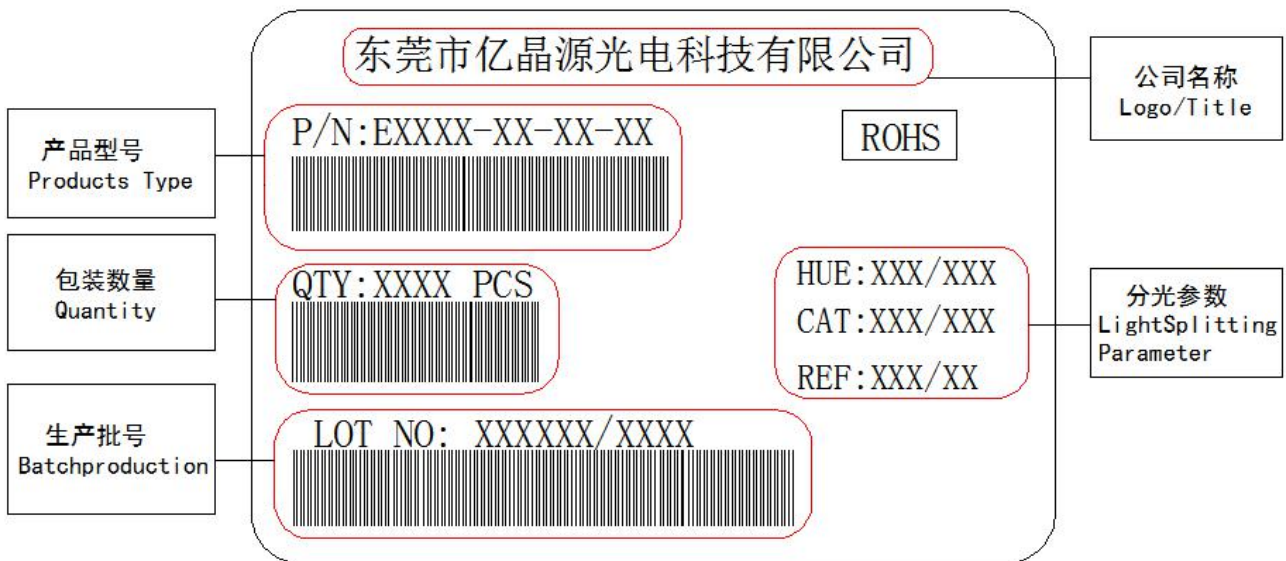 东莞市亿晶源光电科技有限公司
公司名称
Logo/Title
P/N:EXXXX-XX-XX-XX
ROHS
产品型号
Products Type
包装数量
Quantity
QTY:XXXX PCS
HUE:XXX/XXX
CAT:XXX/XXX
REF:XXX/XX
分光参数
LightSplitting
Parameter
生产批号
Batchproduction
LOT NO: XXXXXX/XXXX